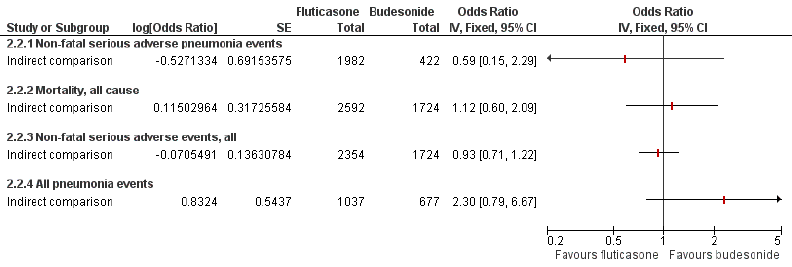 Fluticasone Budesonide Odds Ratio Odds Ratio
Study or Subgroup log[Odds Ratio] SE Total Total IV, Fixed, 95% CI IV, Fixed, 95% CI
2.2.1 Non-fatal serious adverse pneumonia events
Indirect comparison -0.5271334 0.69153575 1982 422 0.59 [0.15, 2.29]
2.2.2 Mortality, all cause
Indirect comparison 0.11502964 0.31725584 2592 1724 1.12 [0.60, 2.09]
2.2.3 Non-fatal serious adverse events, all
Indirect comparison -0.0705491 0.13630784 2354 1724 0.93 [0.71, 1.22]
2.2.4 All pneumonia events
Indirect comparison 0.8324 0.5437 1037 677 2.30 [0.79, 6.67]
0.2 0.5 1 2 5
Favours fluticasone Favours budesonide